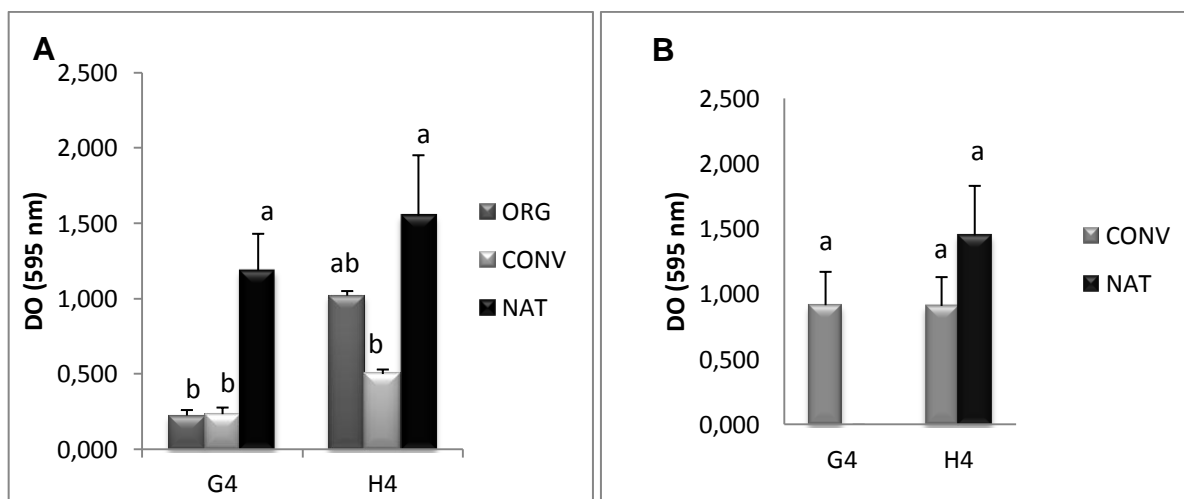 A
DO (595 nm)
2,500
2,000
1,500
1,000
0,500
0,000
b
b
a
ab
b
a
G4
H4
ORG
CONV
NAT
B
DO (595 nm)
2,500
2,000
1,500
1,000
0,500
0,000
a
a
a
G4
H4
CONV
NAT